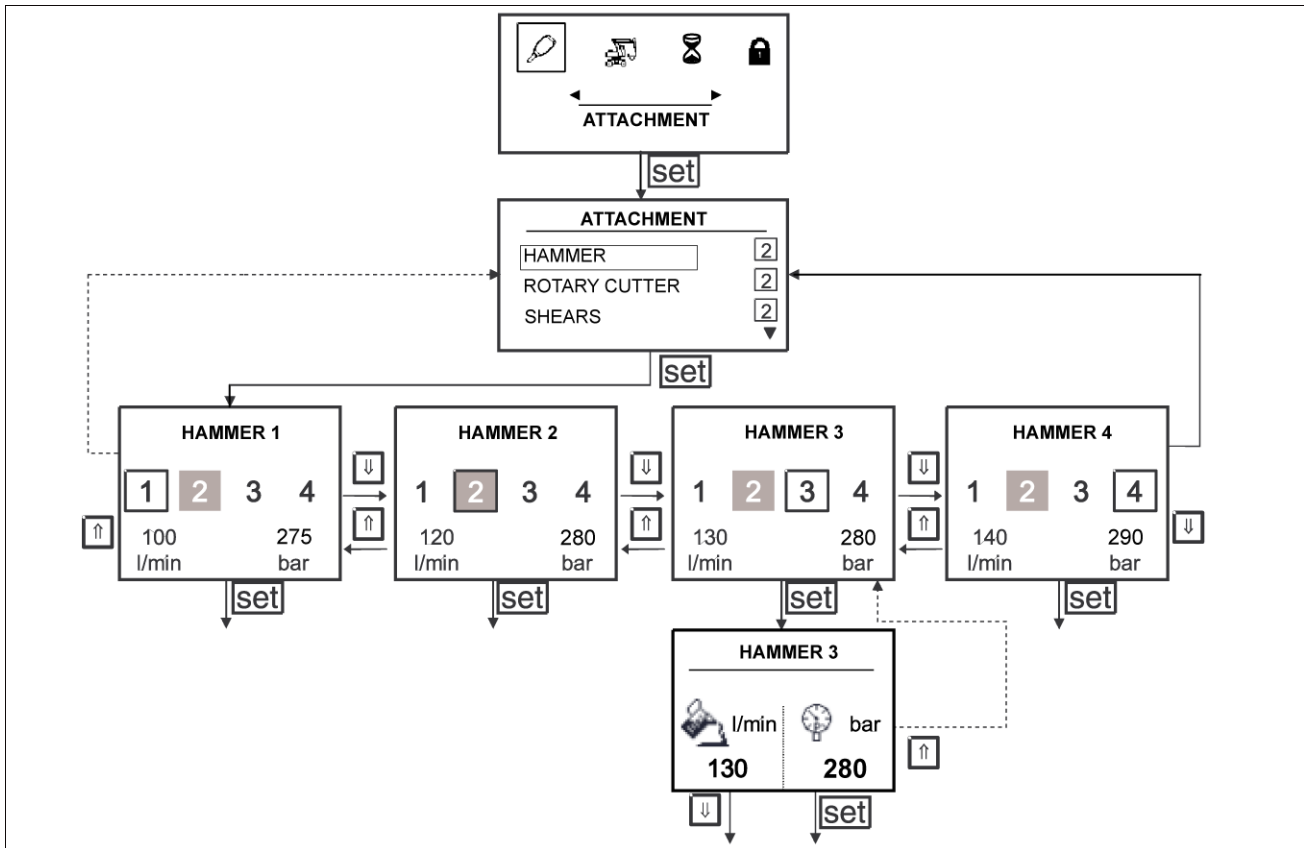 ATTACHMENT
set
ATTACHMENT
HAMMER 2
ROTARY CUTTER 2
SHEARS 2
set
HAMMER 1
1 2 3 4
100 275
l/min bar
set
HAMMER 2
1 2 3 4
120 280
l/min bar
set
HAMMER 3
1 2 3 4
130 280
l/min bar
set
HAMMER 4
1 2 3 4
140 290
l/min bar
set
HAMMER 3
l/min bar
130 280
set